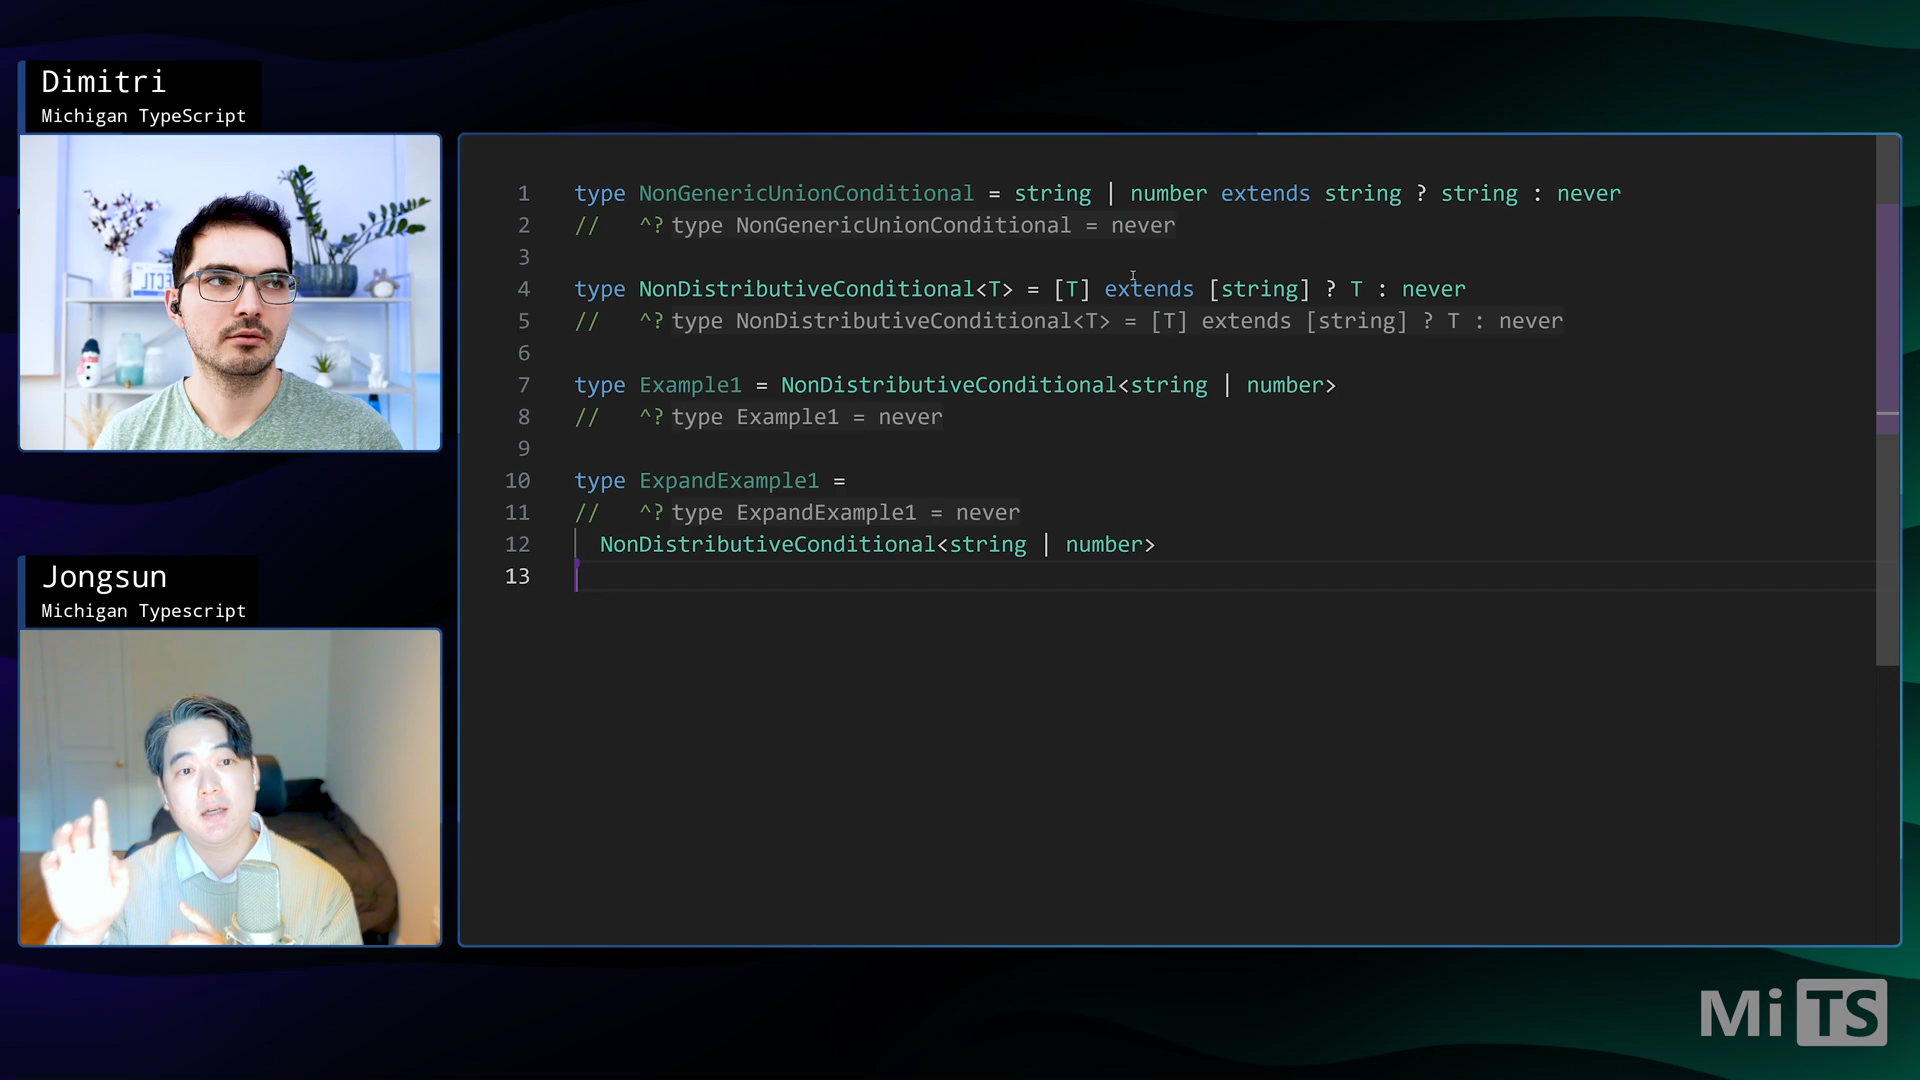 Dimitri
Michigan TypeScript
Jongsun
Michigan Typescript
1 type NonGenericUnionConditional = string | number extends string ? string : never
2 //   ^? type NonGenericUnionConditional = never
3
4 type NonDistributiveConditional<T> = [T] extends [string] ? T : never
5 //   ^? type NonDistributiveConditional<T> = [T] extends [string] ? T : never
6
7 type Example1 = NonDistributiveConditional<string | number>
8 //   ^? type Example1 = never
9
10 type ExpandExample1 =
11 //   ^? type ExpandExample1 = never
12   NonDistributiveConditional<string | number>
13
MiTS